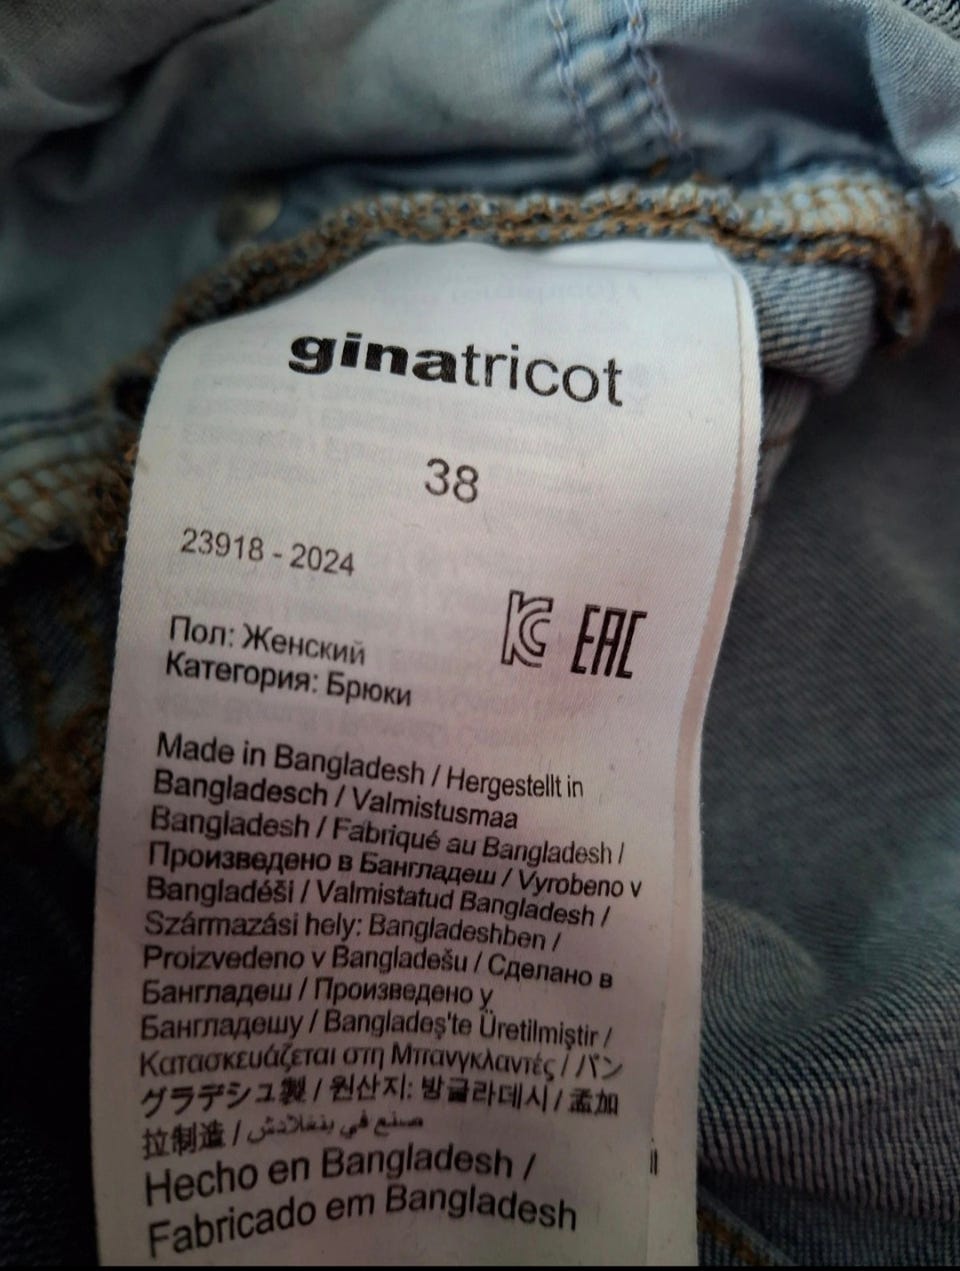 ginatricot
38
23918 - 2024
KC EAC
Пол: Женский
Категория: Брюки
Made in Bangladesh / Hergestellt in
Bangladesch / Valmistusmaa
Bangladesh / Fabriqué au Bangladesh /
Произведено в Бангладеш / Vyrobeno v
Bangladéši / Valmistatud Bangladesh /
Származási hely: Bangladeshben /
Proizvedeno v Bangladešu / Сделано в
Бангладеш / Произведено у
Бангладешу / Bangladeş'te Üretilmiştir /
Κατασκευάζεται στη Μπανγκλαντές / バン
グラデシュ製 / 원산지: 방글라데시 / 孟加
拉制造 / صنع في بنغلادش
Hecho en Bangladesh /
Fabricado em Bangladesh